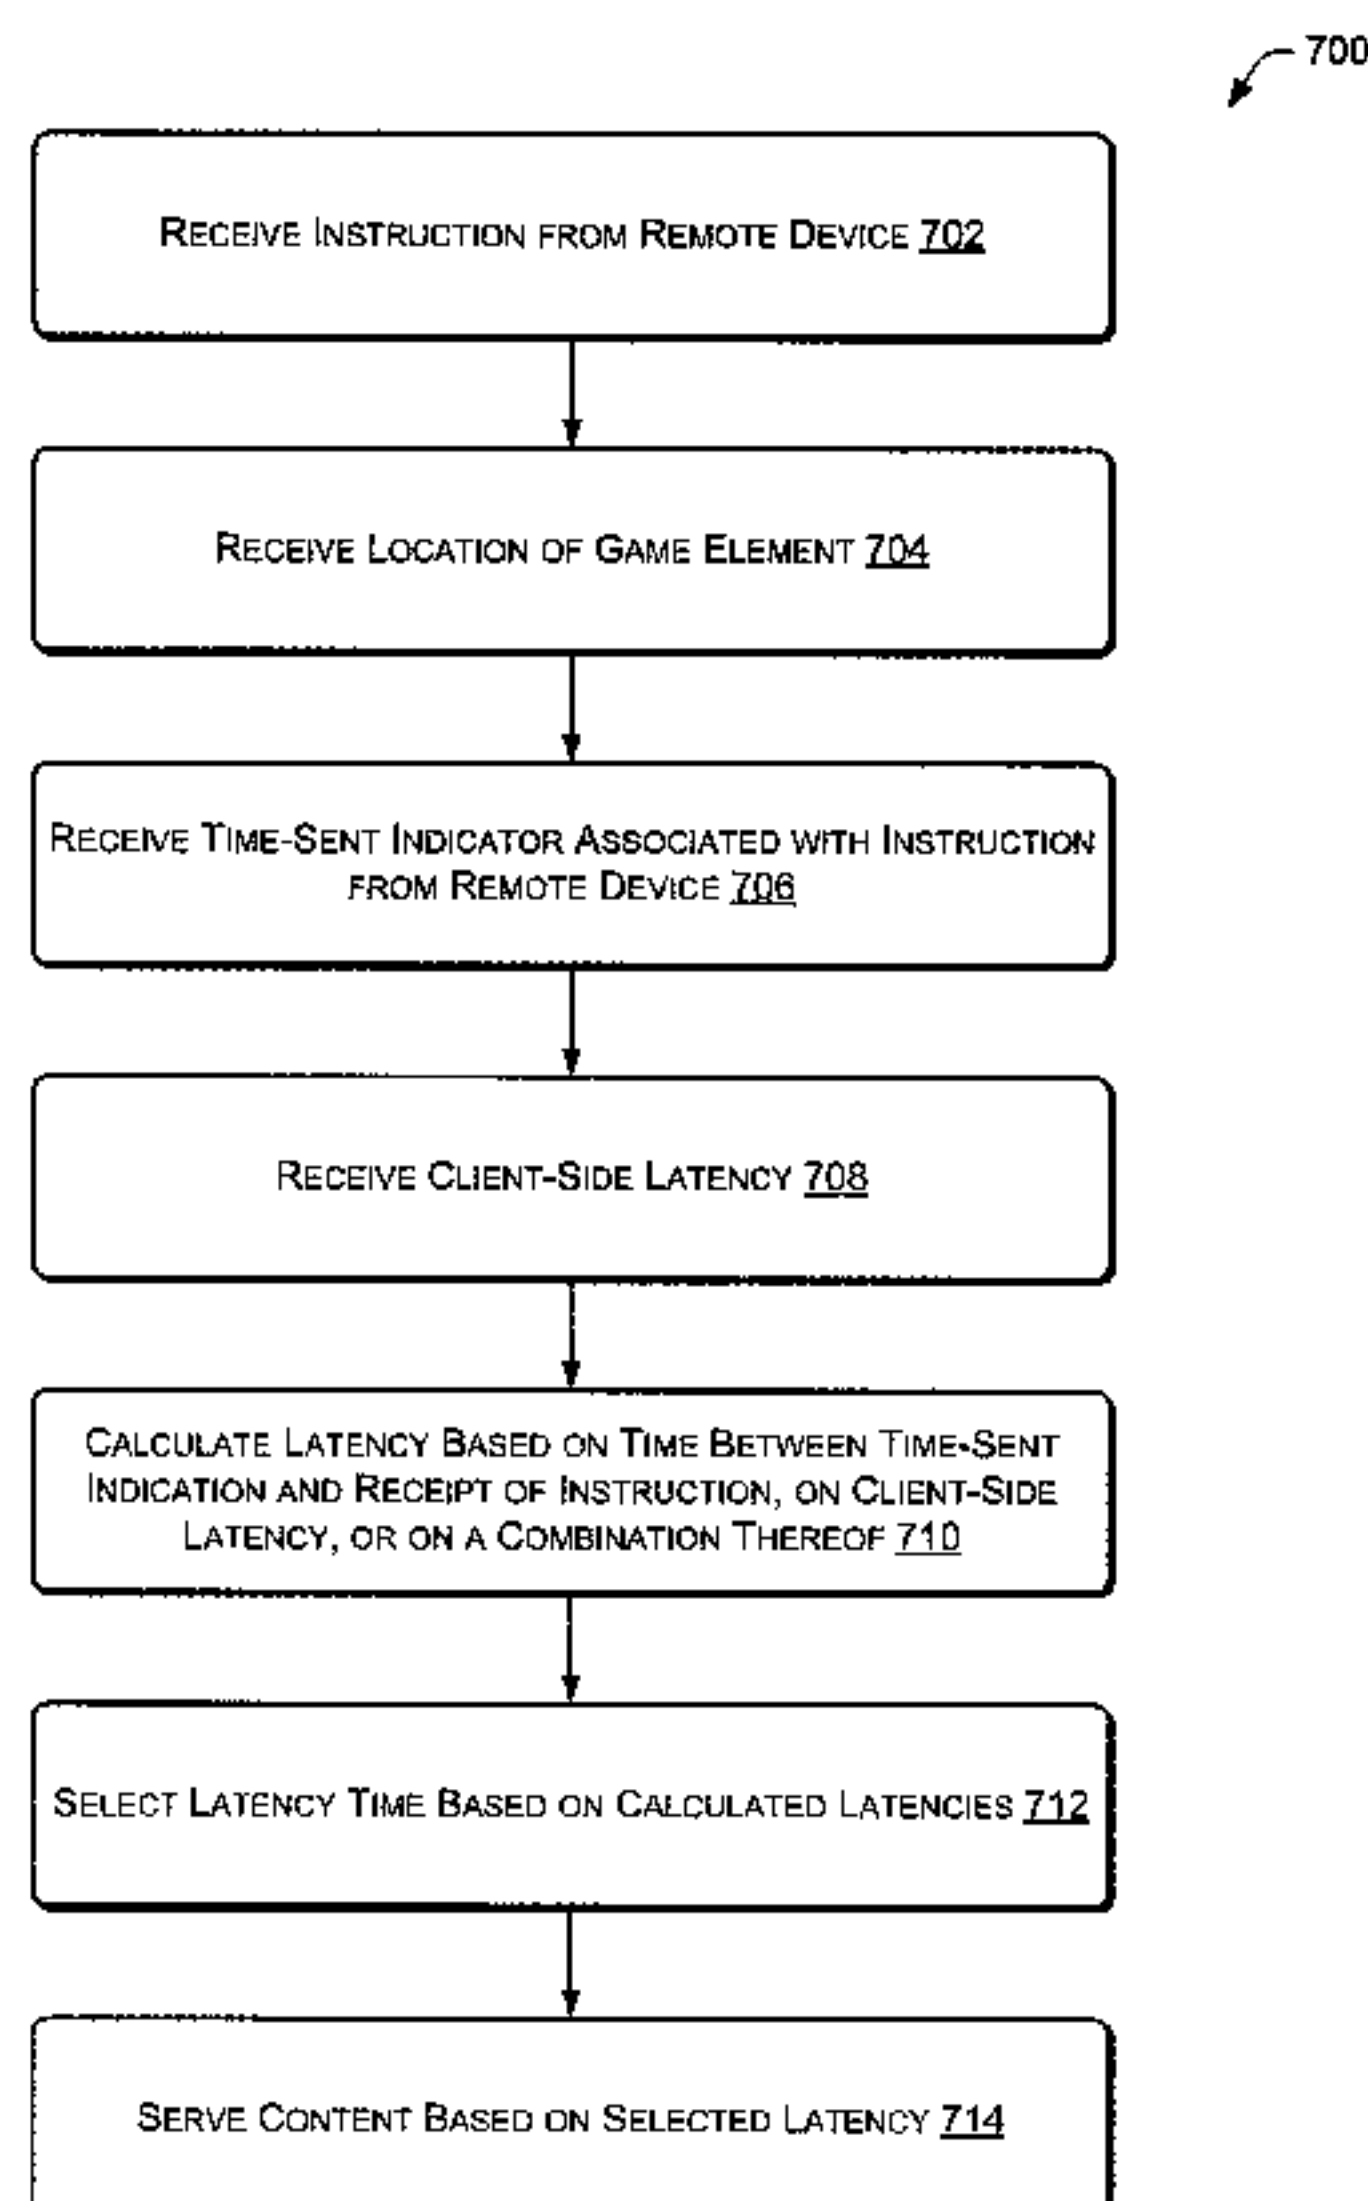 700
RECEIVE INSTRUCTION FROM REMOTE DEVICE 702
RECEIVE LOCATION OF GAME ELEMENT 704
RECEIVE TIME-SENT INDICATOR ASSOCIATED WITH INSTRUCTION
FROM REMOTE DEVICE 706
RECEIVE CLIENT-SIDE LATENCY 708
CALCULATE LATENCY BASED ON TIME BETWEEN TIME-SENT
INDICATION AND RECEIPT OF INSTRUCTION, ON CLIENT-SIDE
LATENCY, OR ON A COMBINATION THEREOF 710
SELECT LATENCY TIME BASED ON CALCULATED LATENCIES 712
SERVE CONTENT BASED ON SELECTED LATENCY 714